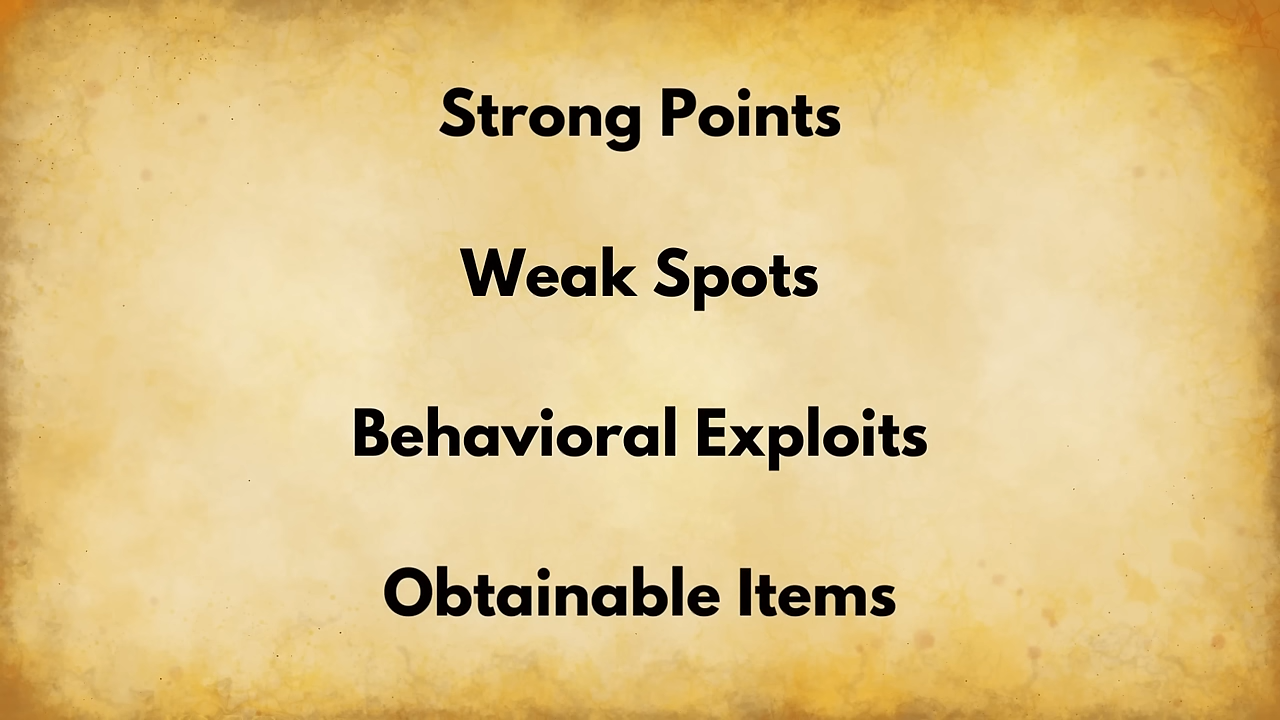 Strong Points
Weak Spots
Behavioral Exploits
Obtainable Items